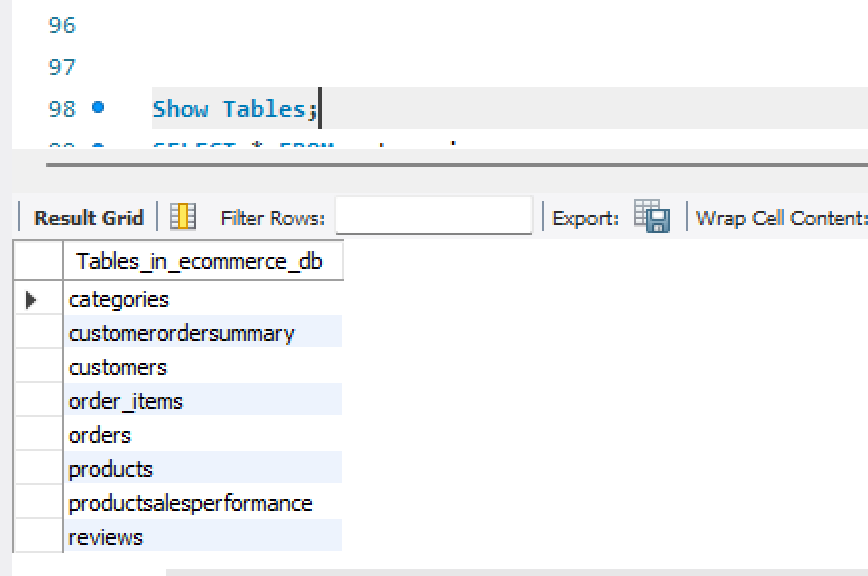 96
97
98 Show Tables;
Result Grid Filter Rows: Export: Wrap Cell Content:
Tables_in_ecommerce_db
categories
customerordersummary
customers
order_items
orders
products
productsalesperformance
reviews